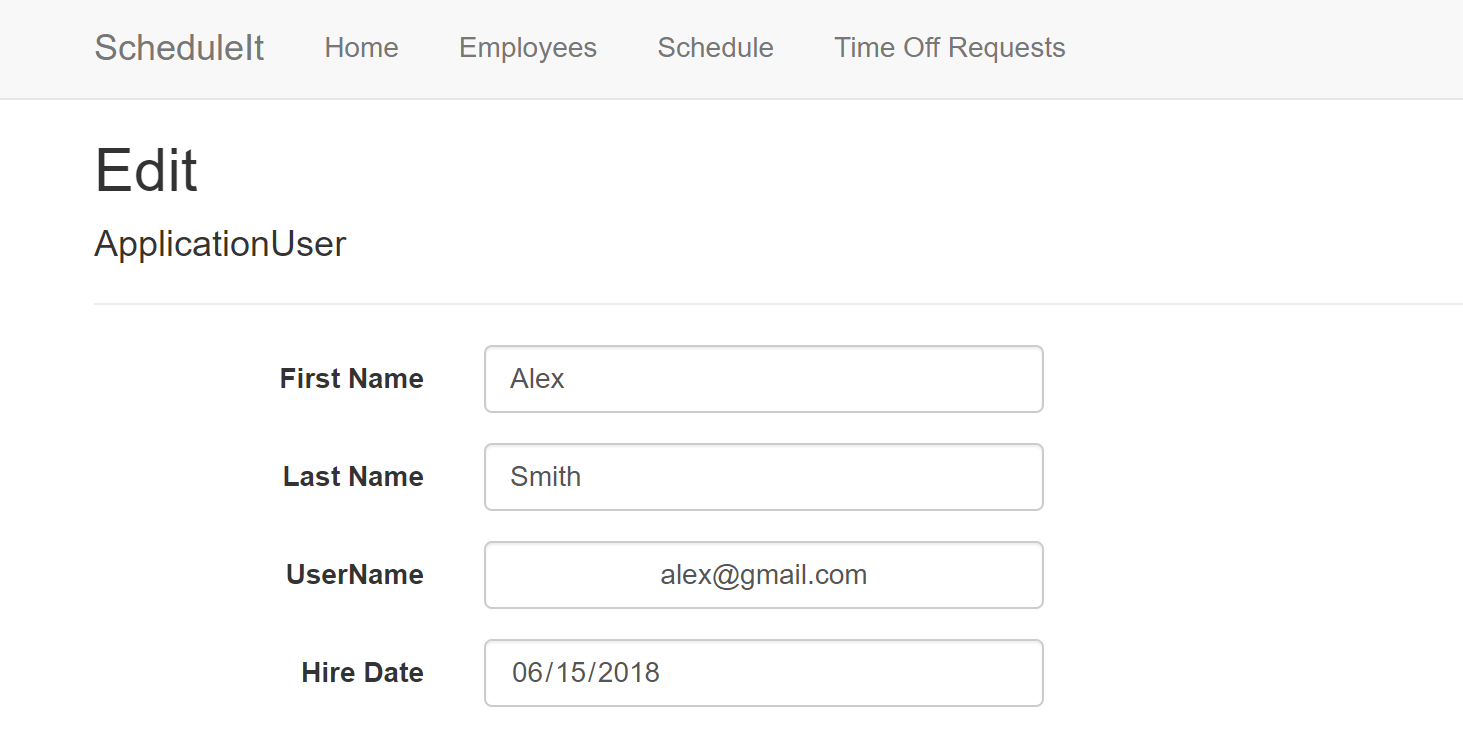 ScheduleIt Home Employees Schedule Time Off Requests
Edit
ApplicationUser
First Name Alex
Last Name Smith
UserName alex@gmail.com
Hire Date 06/15/2018